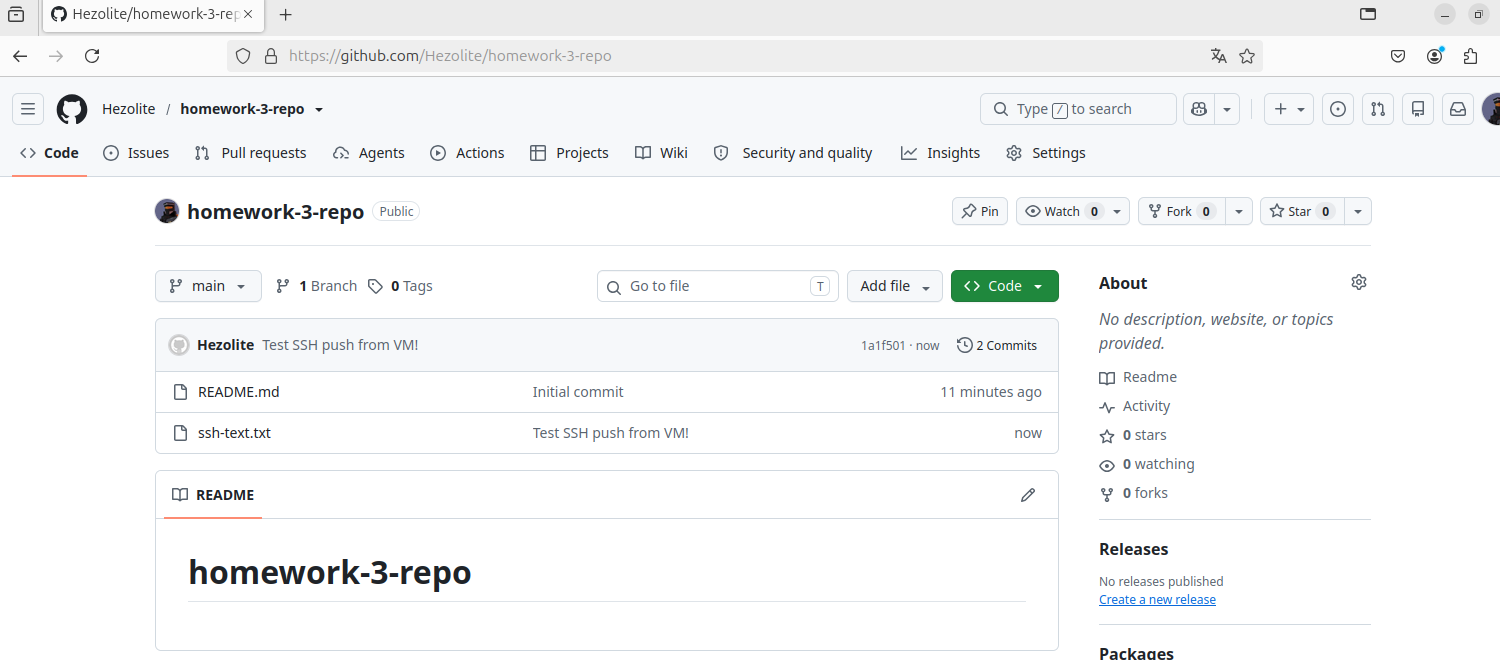 Hezolite/homework-3-rep
https://github.com/Hezolite/homework-3-repo
Hezolite / homework-3-repo
Type / to search
Code Issues Pull requests Agents Actions Projects Wiki Security and quality Insights Settings
homework-3-repo Public
Pin Watch 0 Fork 0 Star 0
main 1 Branch 0 Tags Go to file T Add file Code
Hezolite Test SSH push from VM! 1a1f501 · now 2 Commits
README.md Initial commit 11 minutes ago
ssh-text.txt Test SSH push from VM! now
README
homework-3-repo
About
No description, website, or topics
provided.
Readme
Activity
0 stars
0 watching
0 forks
Releases
No releases published
Create a new release
Packages